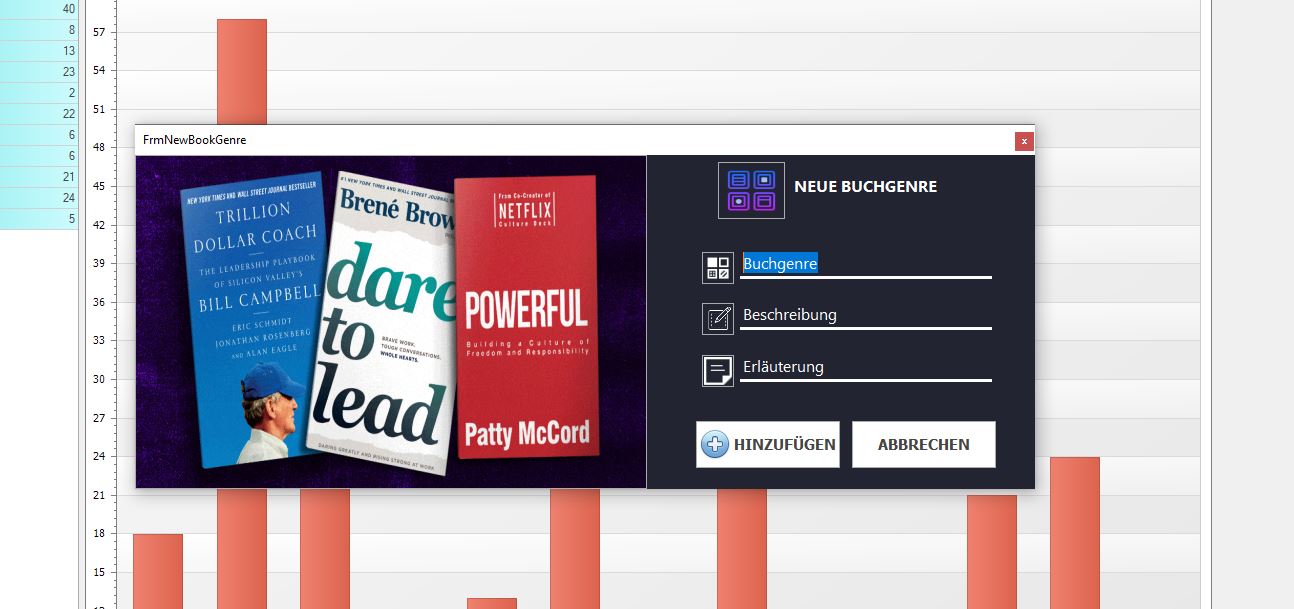 40
8
13
23
2
22
6
6
21
24
5
57
54
51
48
45
42
39
36
33
30
27
24
21
18
15
FrmNewBookGenre
x
NEW YORK TIMES AND WALL STREET JOURNAL BESTSELLER
TRILLION
DOLLAR COACH
THE LEADERSHIP PLAYBOOK
OF SILICON VALLEY'S
BILL CAMPBELL
ERIC SCHMIDT
JONATHAN ROSENBERG
AND ALAN EAGLE
#1 NEW YORK TIMES AND WALL STREET JOURNAL
Brené Brow
dare
to
lead
BRAVE WORK.
TOUGH CONVERSATIONS.
WHOLE HEARTS.
DARING GREATLY AND RISING STRONG AT WORK
From Co-Creator of
NETFLIX
Culture Deck
POWERFUL
Building a Culture of
Freedom and Responsibility
Patty McCord
NEUE BUCHGENRE
Buchgenre
Beschreibung
Erläuterung
HINZUFÜGEN
ABBRECHEN